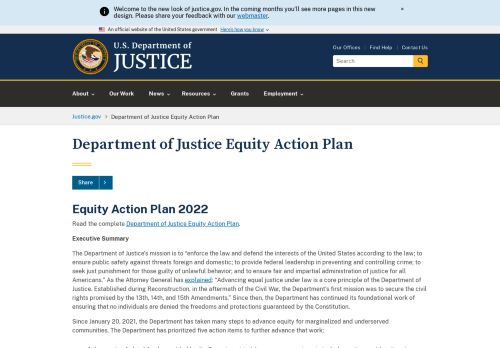 Welcome to the new look of justice.gov. In the coming months you'll see more pages in this new
design. Please share your feedback with our webmaster.
×
An official website of the United States government Here's how you know
U.S. Department of
JUSTICE
Our Offices | Find Help | Contact Us
Search
About Our Work News Resources Grants Employment
Justice.gov > Department of Justice Equity Action Plan
Department of Justice Equity Action Plan
Share >
Equity Action Plan 2022
Read the complete Department of Justice Equity Action Plan.
Executive Summary
The Department of Justice's mission is to "enforce the law and defend the interests of the United States according to the law; to
ensure public safety against threats foreign and domestic; to provide federal leadership in preventing and controlling crime; to
seek just punishment for those guilty of unlawful behavior; and to ensure fair and impartial administration of justice for all
Americans." As the Attorney General has explained: "Advancing equal justice under law is a core principle of the Department of
Justice. Established during Reconstruction, in the aftermath of the Civil War, the Department's first mission was to secure the civil
rights promised by the 13th, 14th, and 15th Amendments." Since then, the Department has continued its foundational work of
ensuring that no individuals are denied the freedoms and protections guaranteed by the Constitution.
Since January 20, 2021, the Department has taken many steps to advance equity for marginalized and underserved
communities. The Department has prioritized five action items to further advance that work: